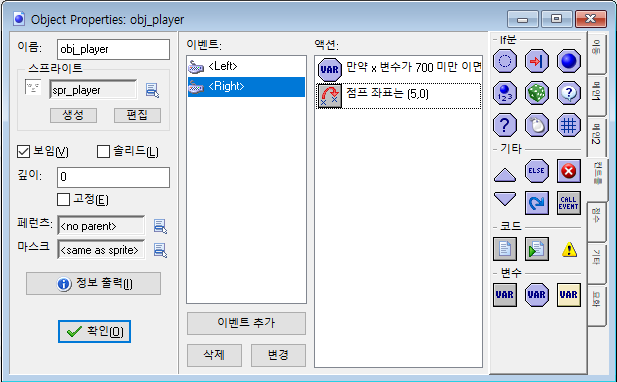 Object Properties: obj_player
이름:
obj_player
스프라이트
spr_player
생성
편집
보임(V)
솔리드(L)
깊이:
0
고정(E)
페런츠:
<no parent>
마스크
<same as sprite>
정보 출력(I)
확인(O)
이벤트:
<Left>
<Right>
이벤트 추가
삭제
변경
액션:
VAR 만약 x 변수가 700 미만 이면
점프 좌표는 (5,0)
If문
기타
ELSE
CALL EVENT
코드
변수
VAR
VAR
VAR
이동
메인1
메인2
컨트롤
점수
기타